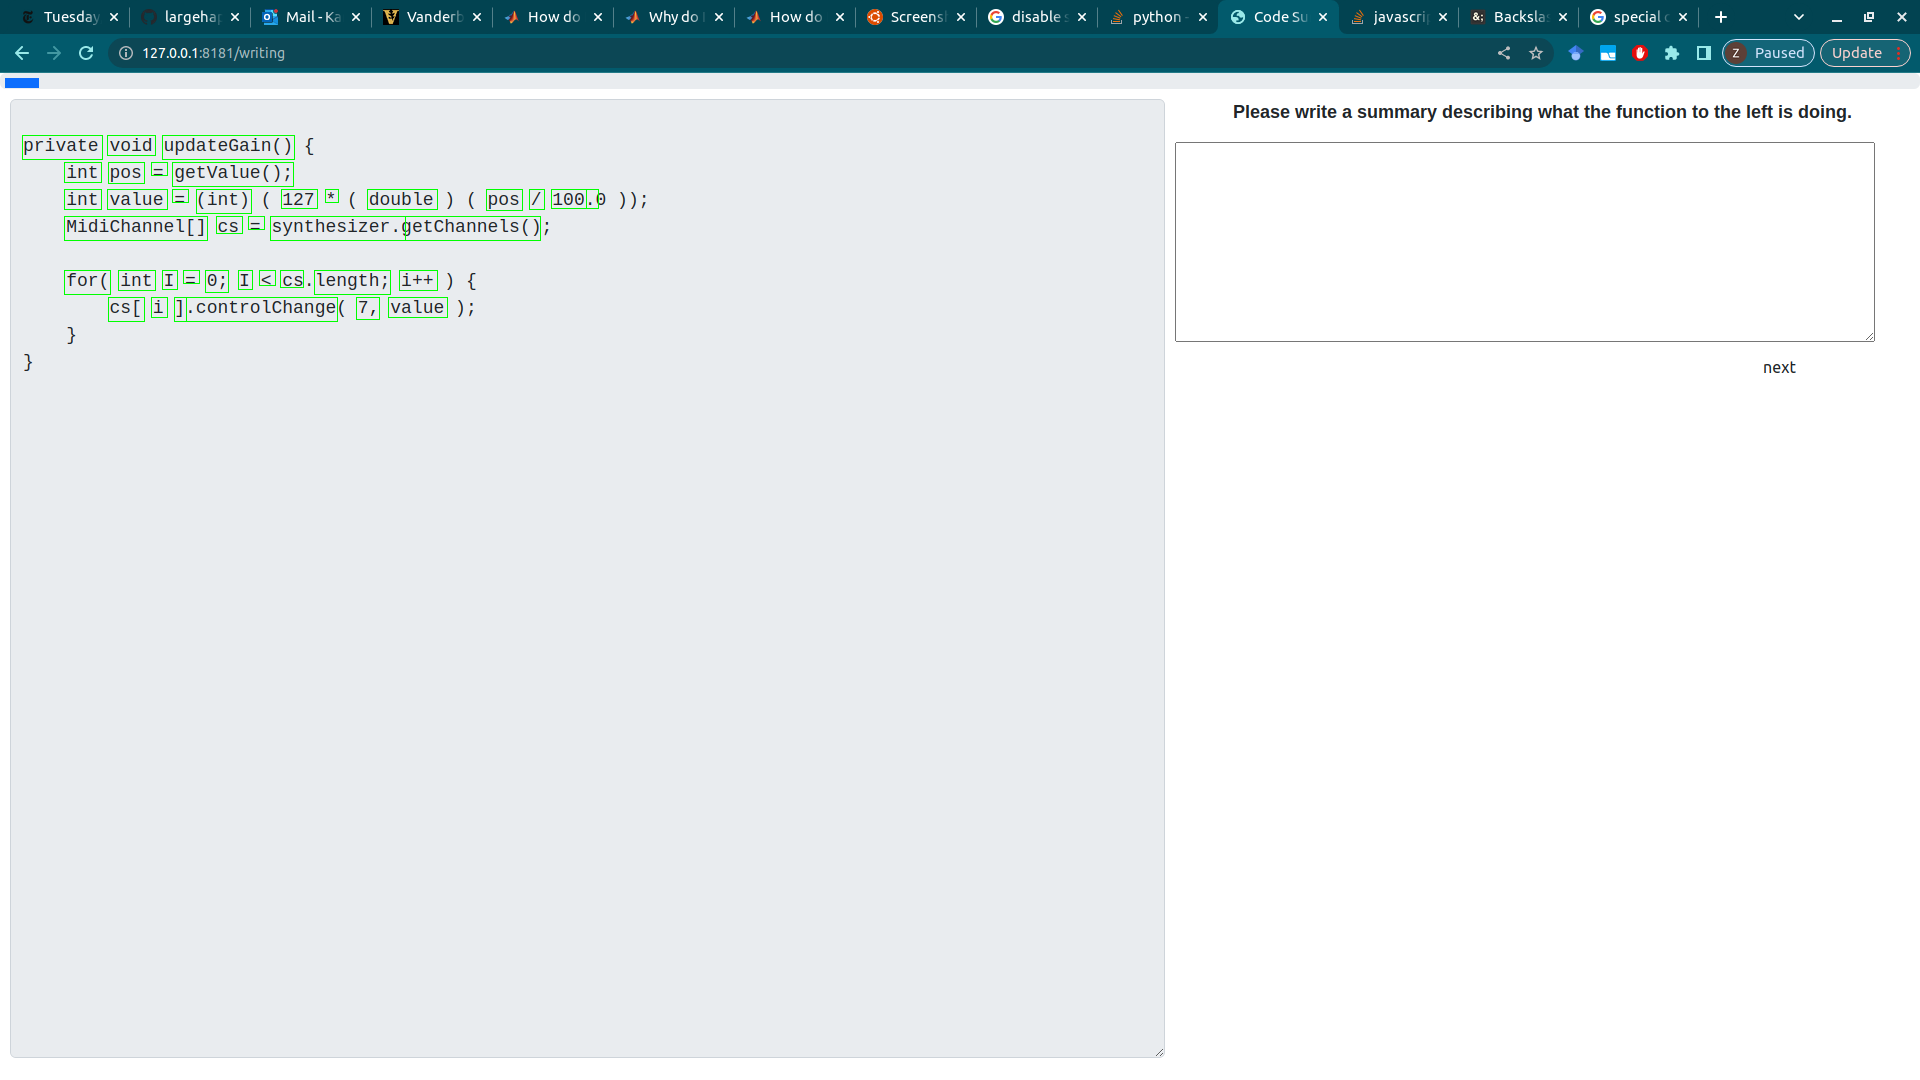 Tuesday
largehap
Mail - Ka
Vanderb
How do
Why do
How do
Screens
disable s
python -
Code Su
javascrip
Backsla
special c
127.0.0.1:8181/writing
Z Paused
Update
private void updateGain() {
int pos = getValue();
int value = (int) ( 127 * ( double ) ( pos / 100.0 ));
MidiChannel[] cs = synthesizer.getChannels();
for( int I = 0; I < cs.length; i++ ) {
cs[ i ].controlChange( 7, value );
}
}
Please write a summary describing what the function to the left is doing.
next